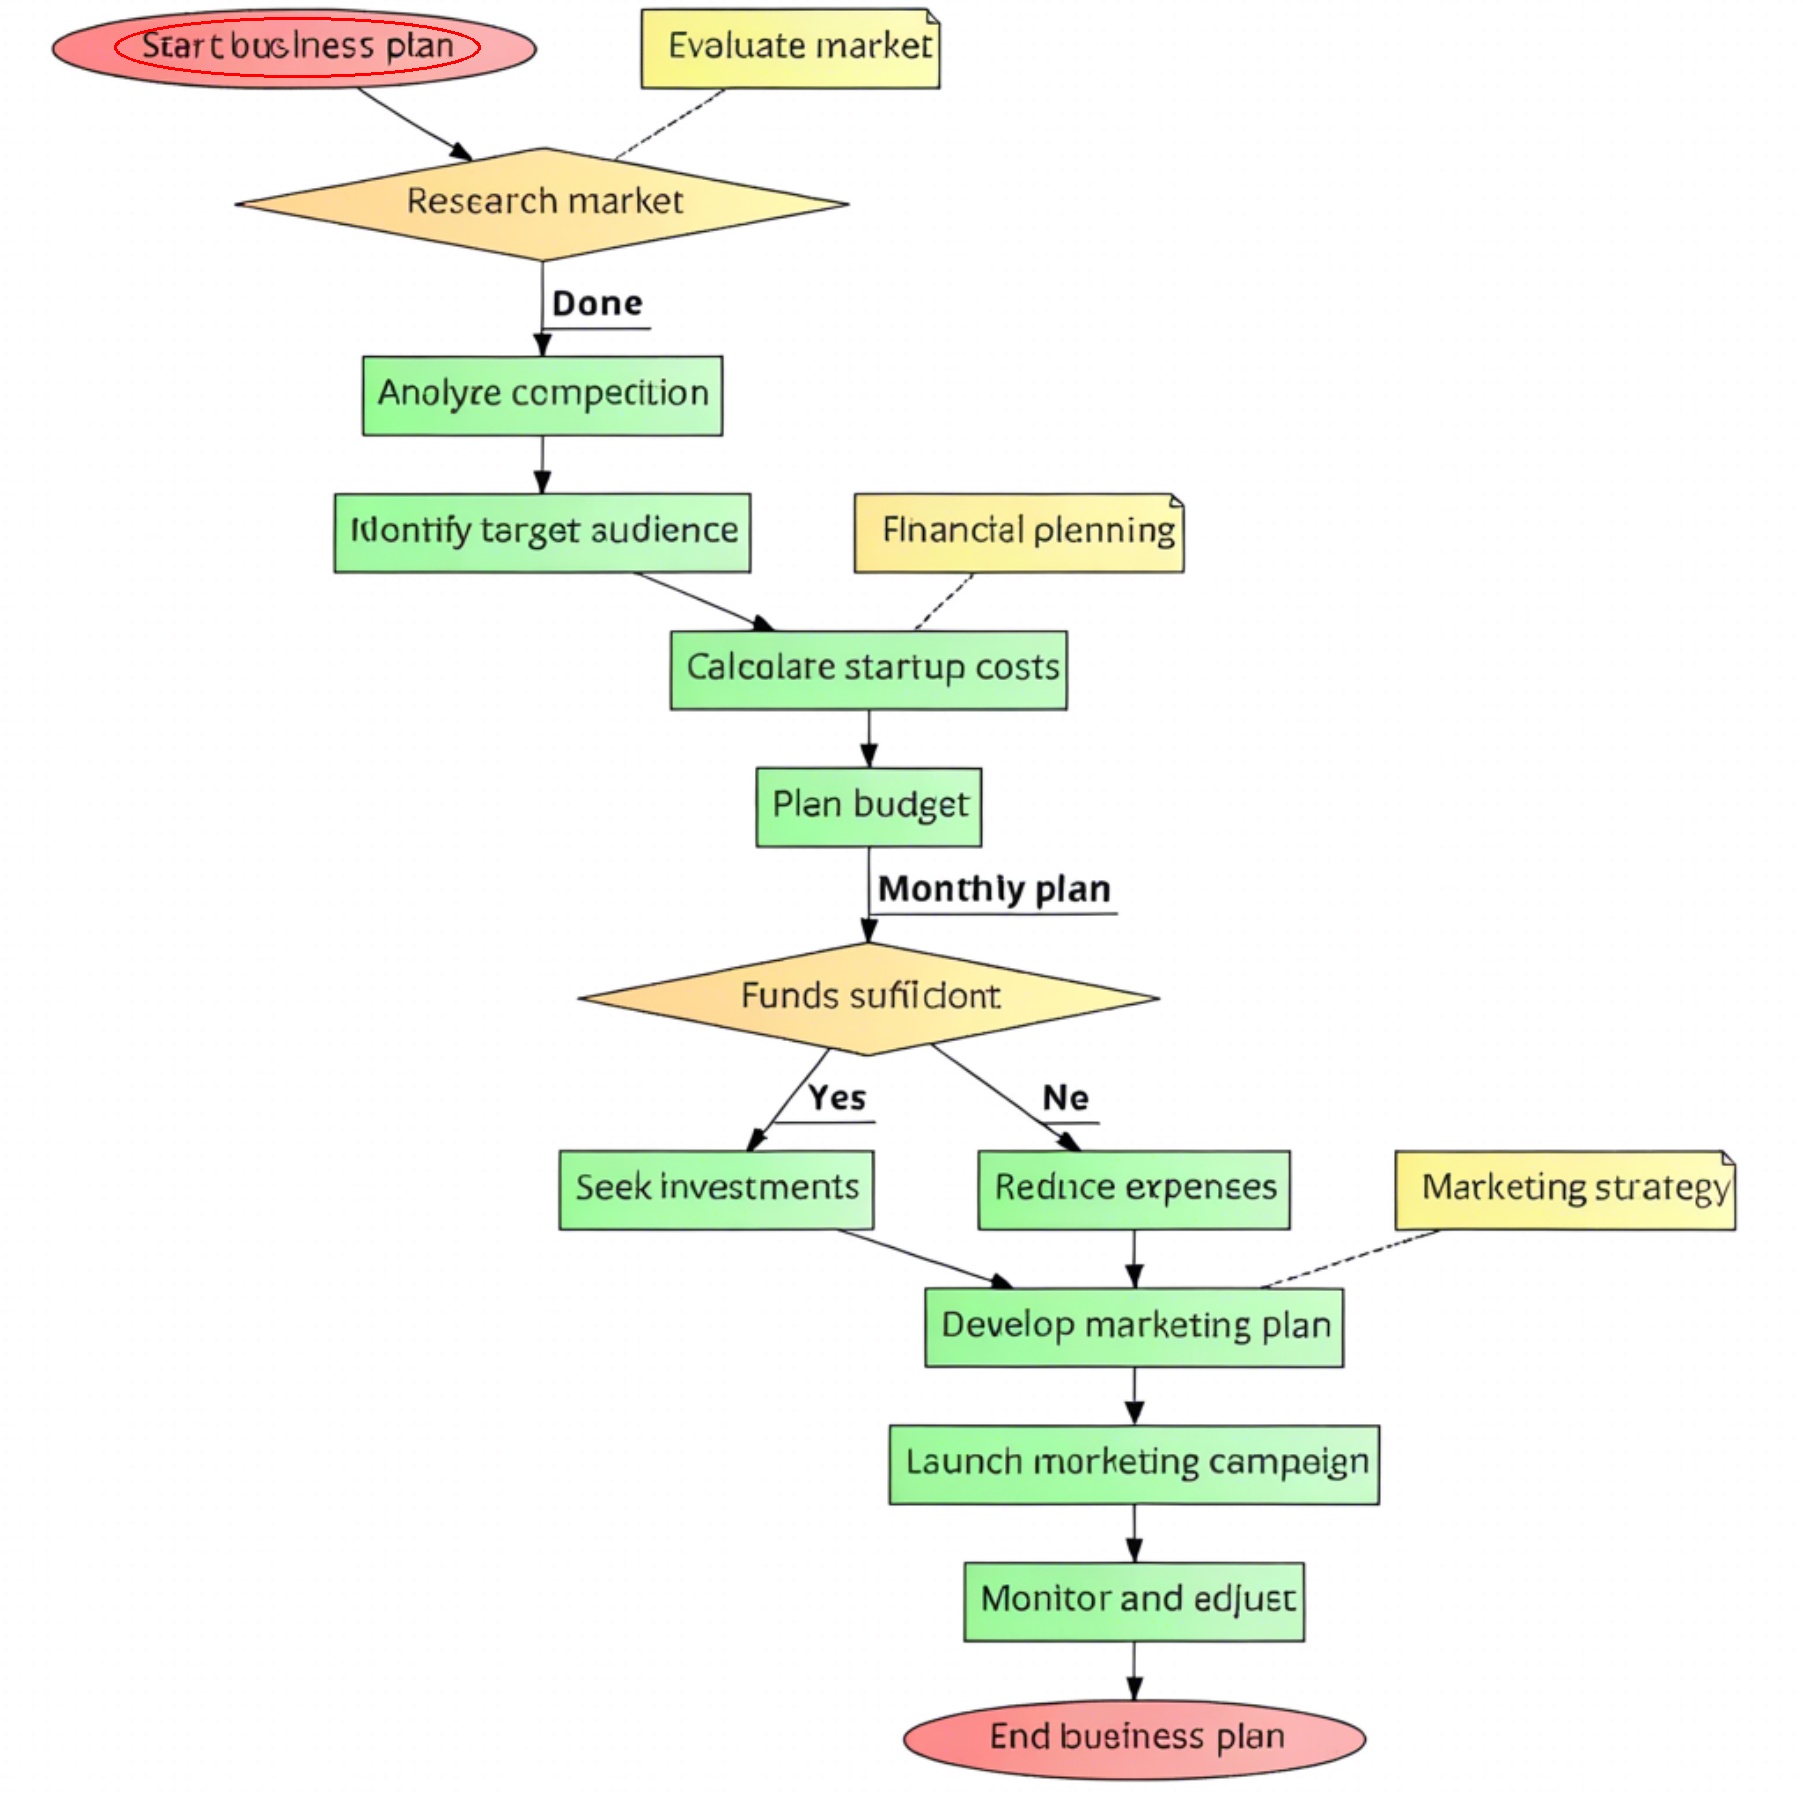 Start buslness plan
Evaluate market
Research market
Done
Anolyre compecition
Idontify target audience
FInancial plenning
Calcolare startup costs
Plan budget
Monthly plan
Funds sufilcdont
Yes
Ne
Seek investments
Reduce expenses
Marketing strategy
Develop marketing plan
Launch morketing campeign
Monitor and edjust
End bueiness plan